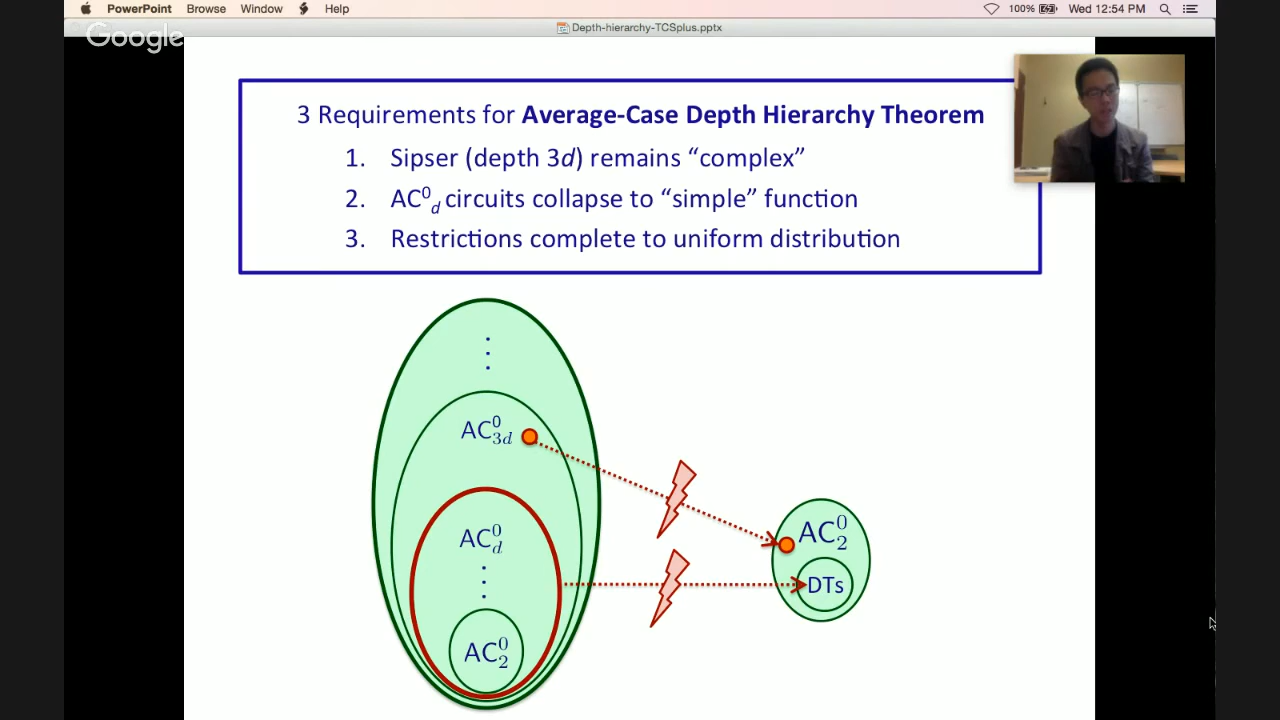 PowerPoint Browse Window Help 100% Wed 12:54 PM
Depth-hierarchy-TCSplus.pptx
Google
3 Requirements for Average-Case Depth Hierarchy Theorem
1. Sipser (depth 3d) remains “complex”
2. AC⁰d circuits collapse to “simple” function
3. Restrictions complete to uniform distribution
⋮
AC⁰3d
AC⁰2
AC⁰d
⋮
DTs
AC⁰2